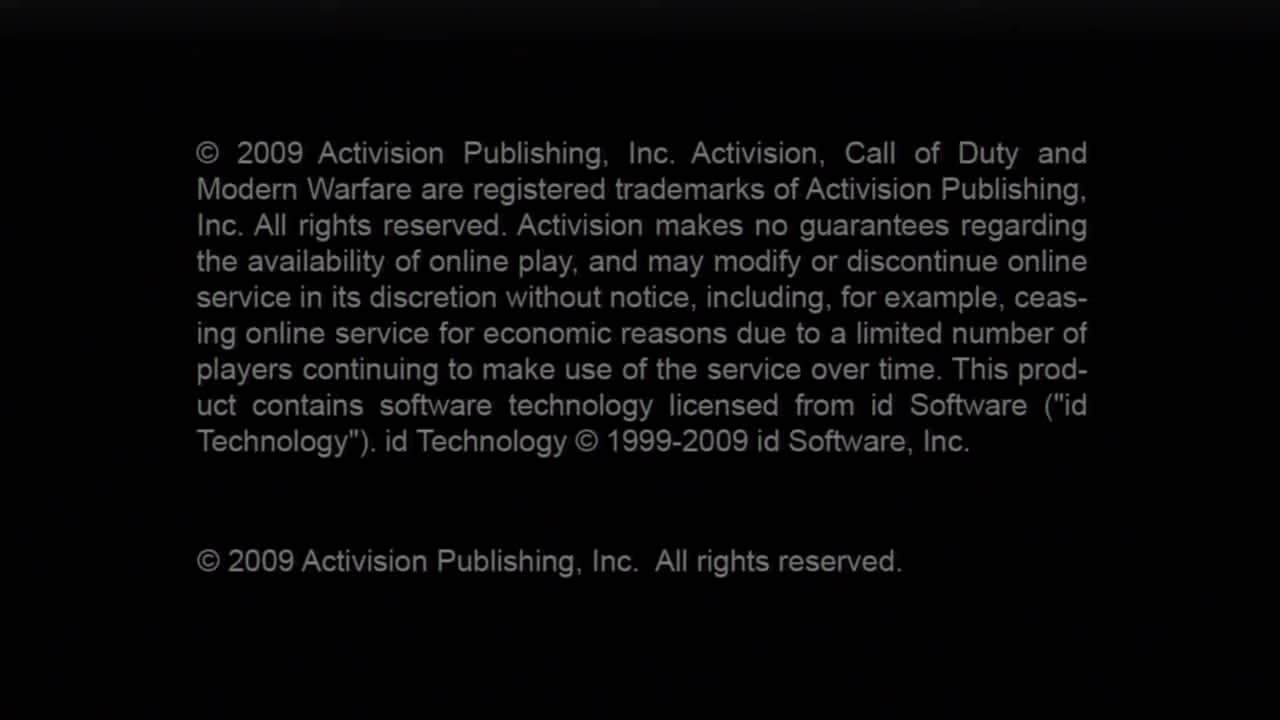 © 2009 Activision Publishing, Inc. Activision, Call of Duty and
Modern Warfare are registered trademarks of Activision Publishing,
Inc. All rights reserved. Activision makes no guarantees regarding
the availability of online play, and may modify or discontinue online
service in its discretion without notice, including, for example, ceas-
ing online service for economic reasons due to a limited number of
players continuing to make use of the service over time. This prod-
uct contains software technology licensed from id Software ("id
Technology"). id Technology © 1999-2009 id Software, Inc.
© 2009 Activision Publishing, Inc.  All rights reserved.